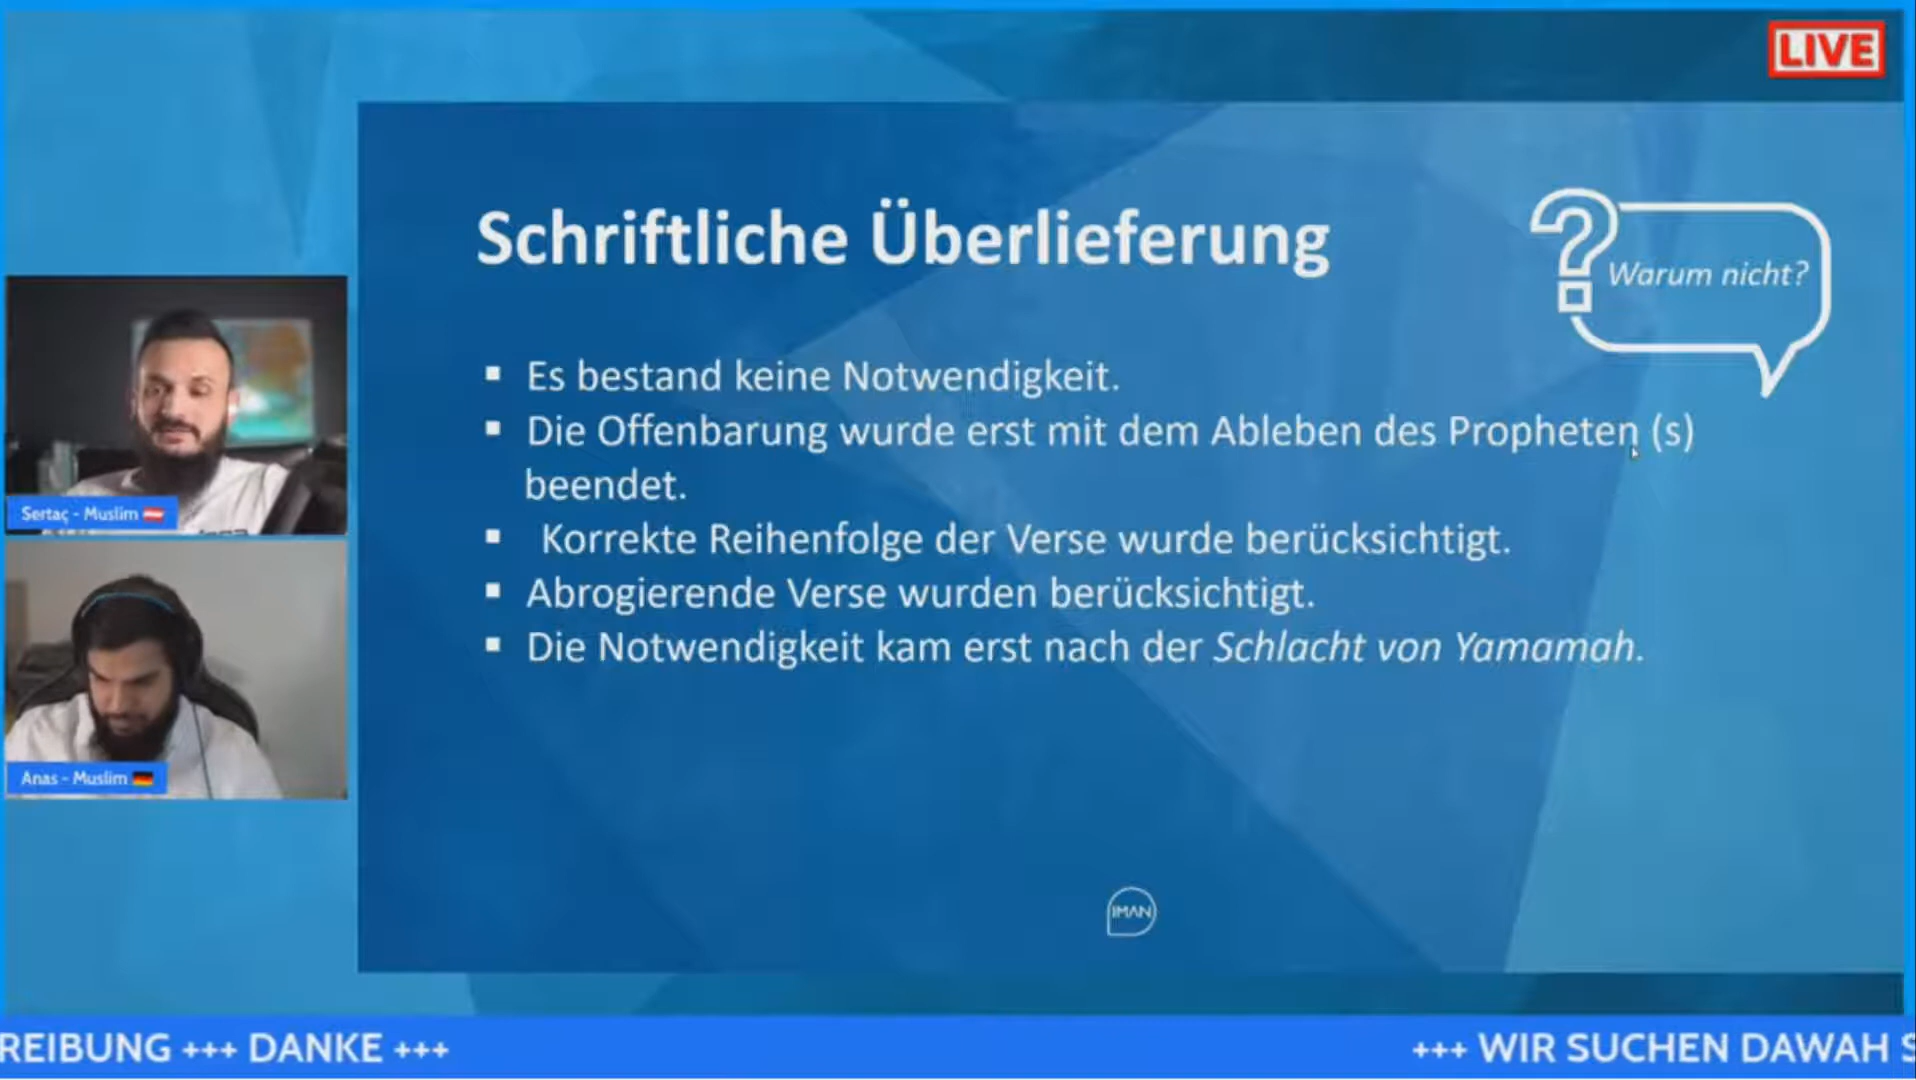 LIVE
Schriftliche Überlieferung
Warum nicht?
▪ Es bestand keine Notwendigkeit.
▪ Die Offenbarung wurde erst mit dem Ableben des Propheten (s)
beendet.
▪ Korrekte Reihenfolge der Verse wurde berücksichtigt.
▪ Abrogierende Verse wurden berücksichtigt.
▪ Die Notwendigkeit kam erst nach der Schlacht von Yamamah.
Sertaç - Muslim
Anas - Muslim
IMAN
REIBUNG +++ DANKE +++
+++ WIR SUCHEN DAWAH S